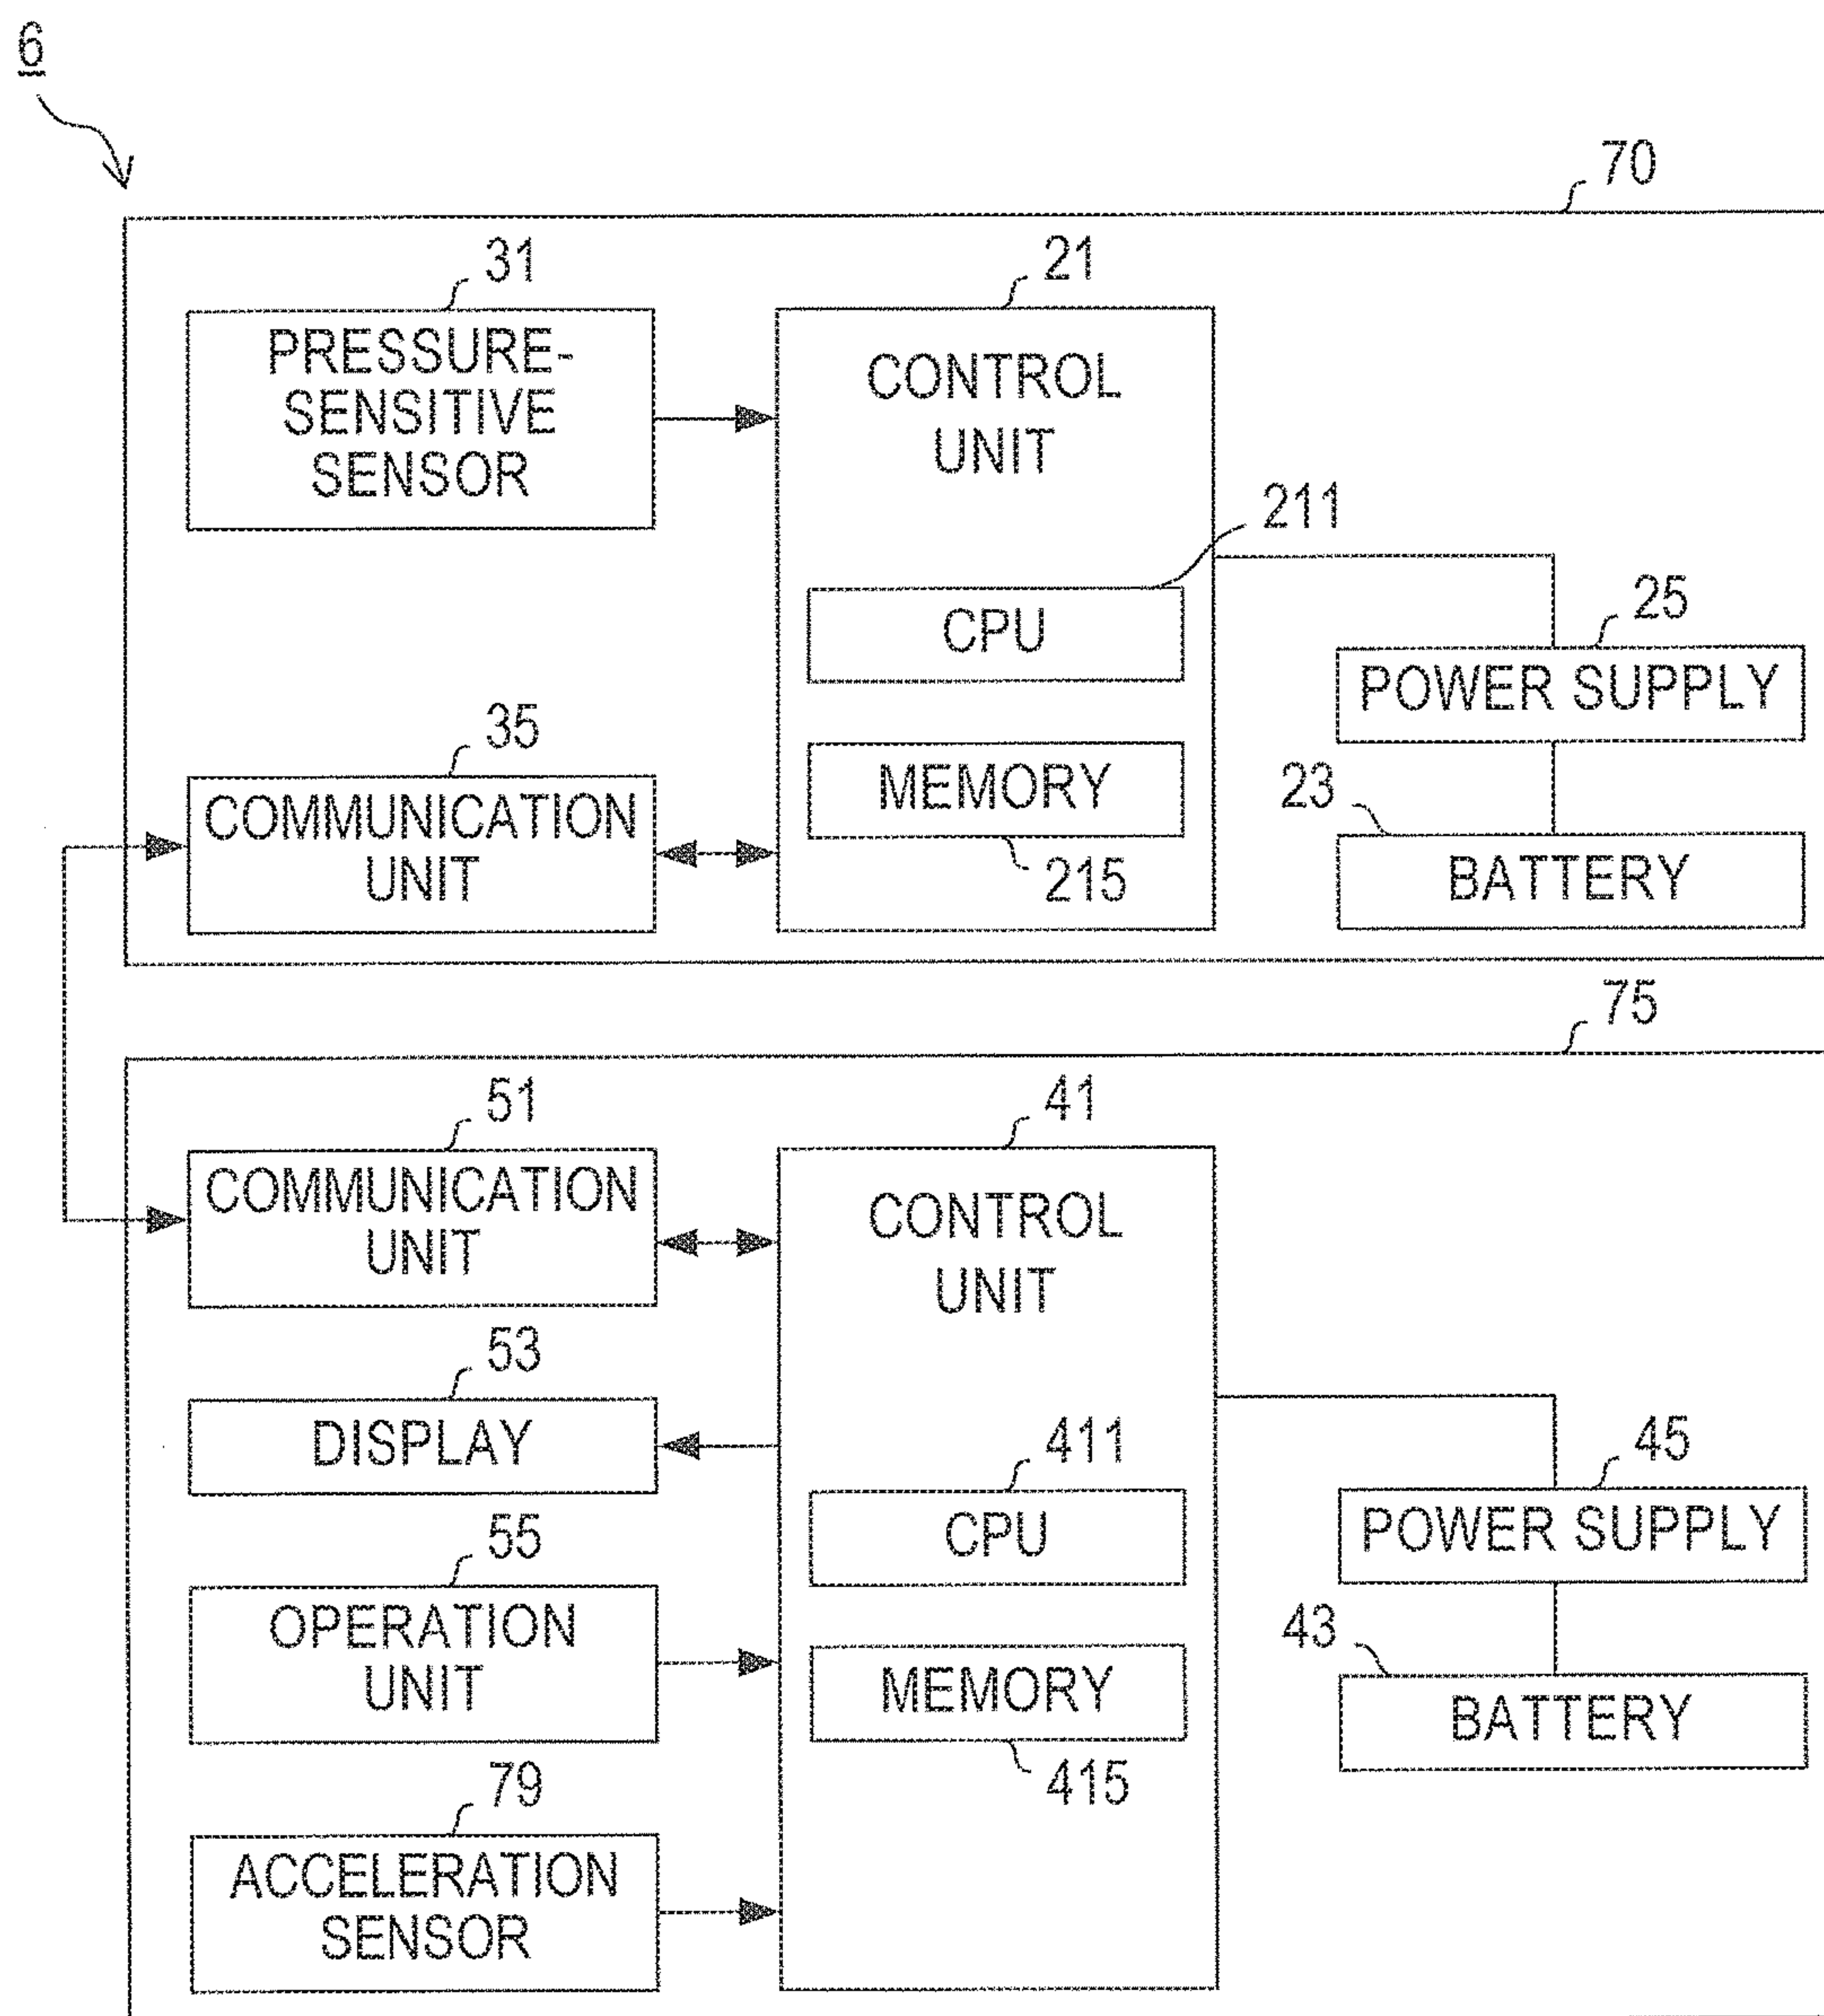 6
70
31
21
PRESSURE-
SENSITIVE
SENSOR
CONTROL
UNIT
211
CPU
25
POWER SUPPLY
35
COMMUNICATION
UNIT
MEMORY
215
23
BATTERY
75
51
41
COMMUNICATION
UNIT
CONTROL
UNIT
53
DISPLAY
411
CPU
45
POWER SUPPLY
55
OPERATION
UNIT
MEMORY
415
43
BATTERY
79
ACCELERATION
SENSOR